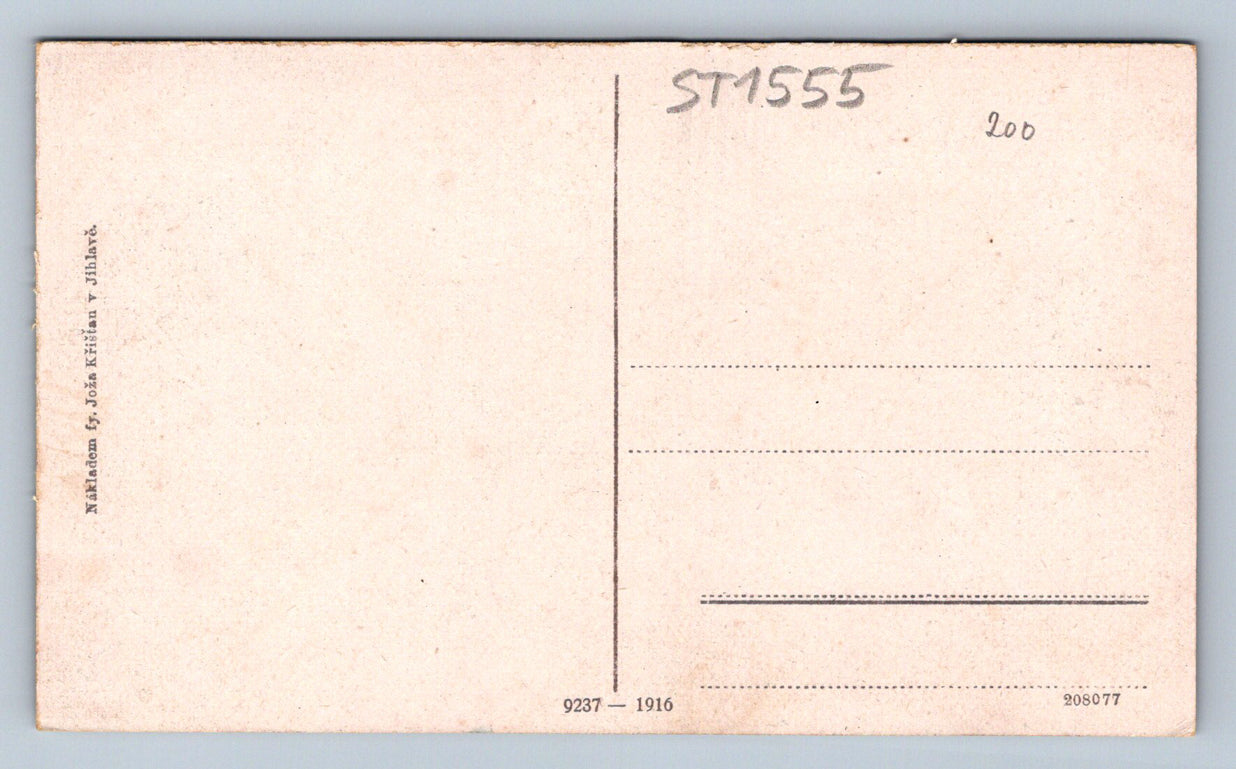 ST1555
200
Nákladem fy. Joža Křišťan v Jihlavě.
9237 — 1916
208077